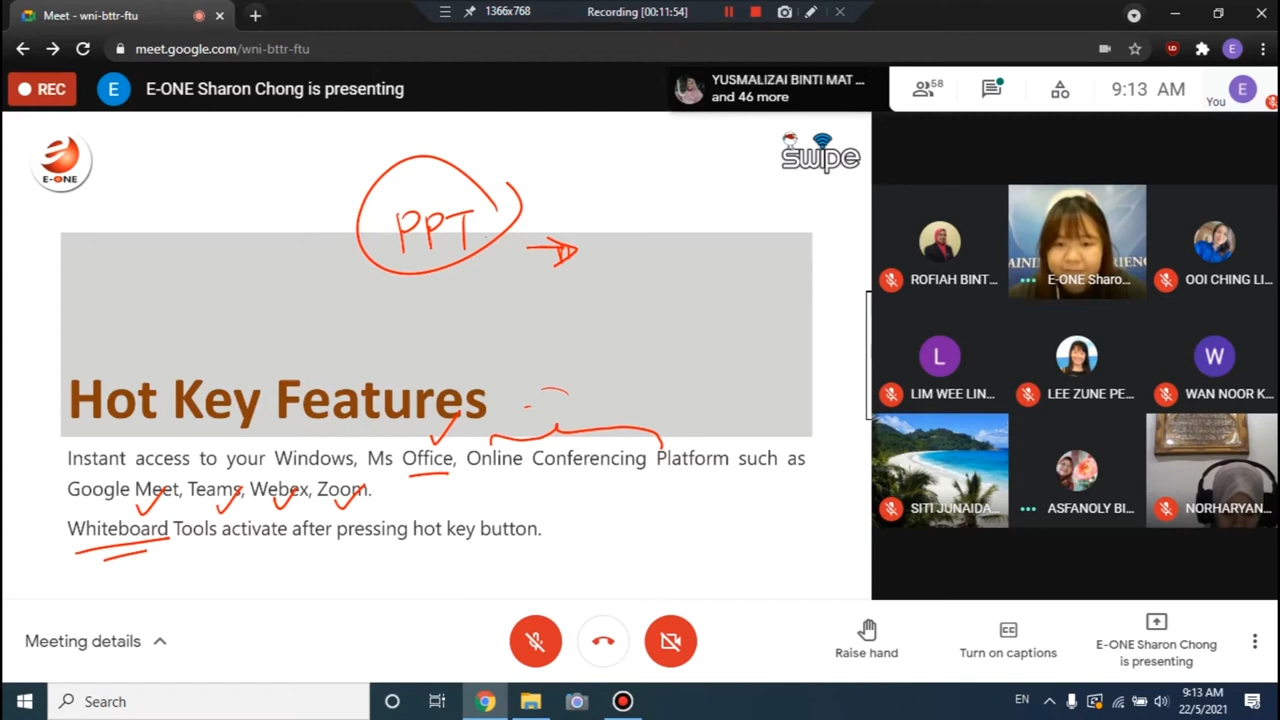 Meet - wni-bttr-ftu
1366x768
Recording [00:11:54]
meet.google.com/wni-bttr-ftu
E
REC
E
E-ONE Sharon Chong is presenting
YUSMALIZAI BINTI MAT ...
and 46 more
58
9:13 AM
You
E
E-ONE
swipe
PPT
Hot Key Features
Instant access to your Windows, Ms Office, Online Conferencing Platform such as
Google Meet, Teams, Webex, Zoom.
Whiteboard Tools activate after pressing hot key button.
ROFIAH BINT...
E-ONE Sharo...
OOI CHING LI...
L
W
LIM WEE LIN...
LEE ZUNE PE...
WAN NOOR K...
SITI JUNAIDA...
ASFANOLY BI...
NORHARYAN...
Meeting details
Raise hand
CC
Turn on captions
E-ONE Sharon Chong
is presenting
Search
EN
9:13 AM
22/5/2021